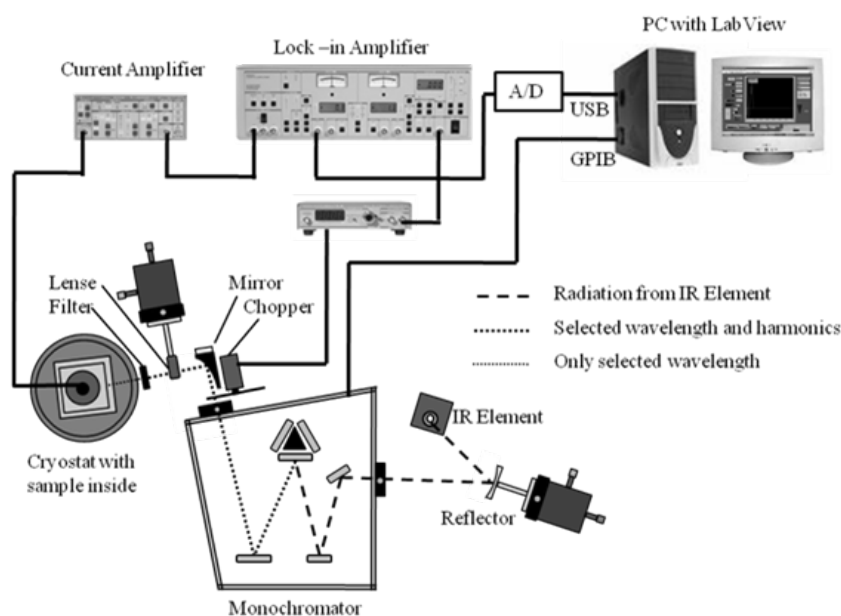 PC with LabView
Lock –in Amplifier
Current Amplifier
A/D
USB
GPIB
Lense
Filter
Mirror
Chopper
Radiation from IR Element
Selected wavelength and harmonics
Only selected wavelength
IR Element
Cryostat with
sample inside
Reflector
Monochromator